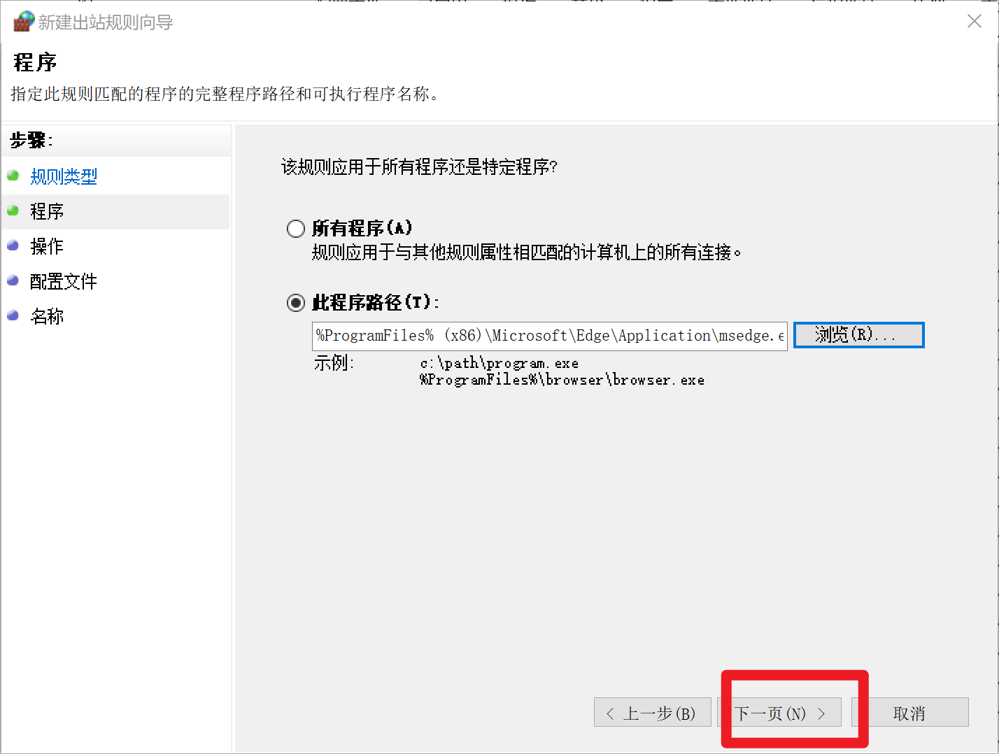 新建出站规则向导
程序
指定此规则匹配的程序的完整程序路径和可执行程序名称。
步骤:
规则类型
程序
操作
配置文件
名称
该规则应用于所有程序还是特定程序?
所有程序(A)
规则应用于与其他规则属性相匹配的计算机上的所有连接。
此程序路径(T):
%ProgramFiles% (x86)\Microsoft\Edge\Application\msedge.e
浏览(R)...
示例:
c:\path\program.exe
%ProgramFiles%\browser\browser.exe
< 上一步(B)
下一页(N) >
取消